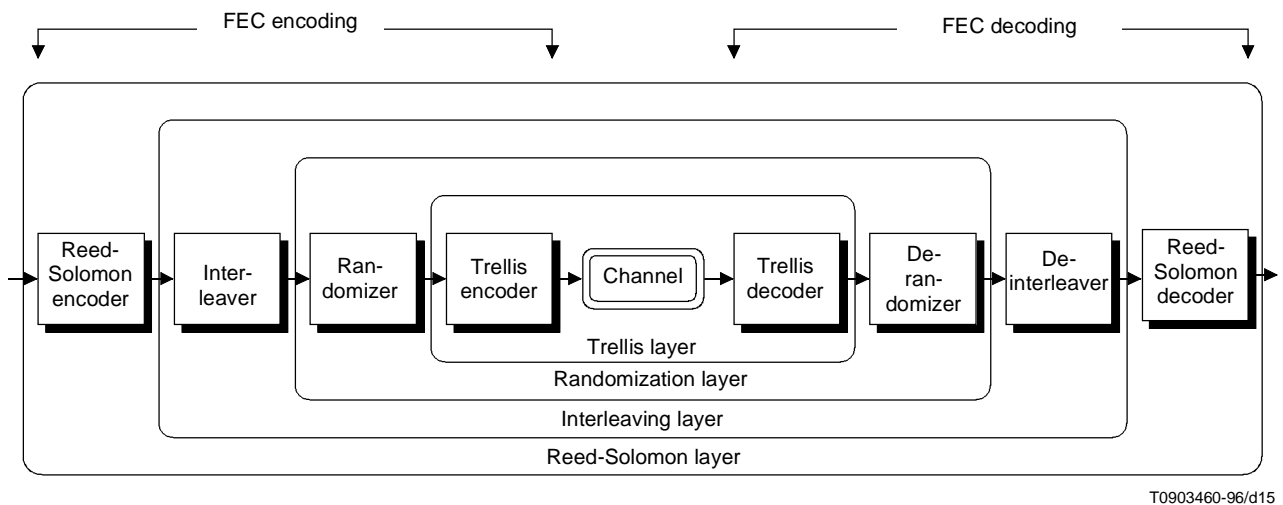 FEC encoding
FEC decoding
Reed-
Solomon
encoder
Inter-
leaver
Ran-
domizer
Trellis
encoder
Channel
Trellis
decoder
De-
ran-
domizer
De-
interleaver
Reed-
Solomon
decoder
Trellis layer
Randomization layer
Interleaving layer
Reed-Solomon layer
T0903460-96/d15